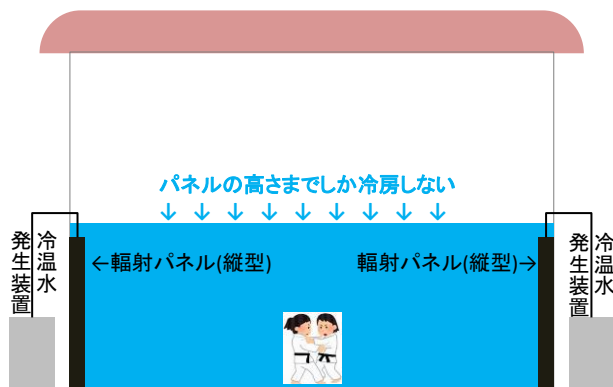 パネルの高さまでしか冷房しない
↓ ↓ ↓ ↓ ↓ ↓ ↓ ↓ ↓
←輻射パネル(縦型)
輻射パネル(縦型)→
冷温水
発生装置
冷温水
発生装置